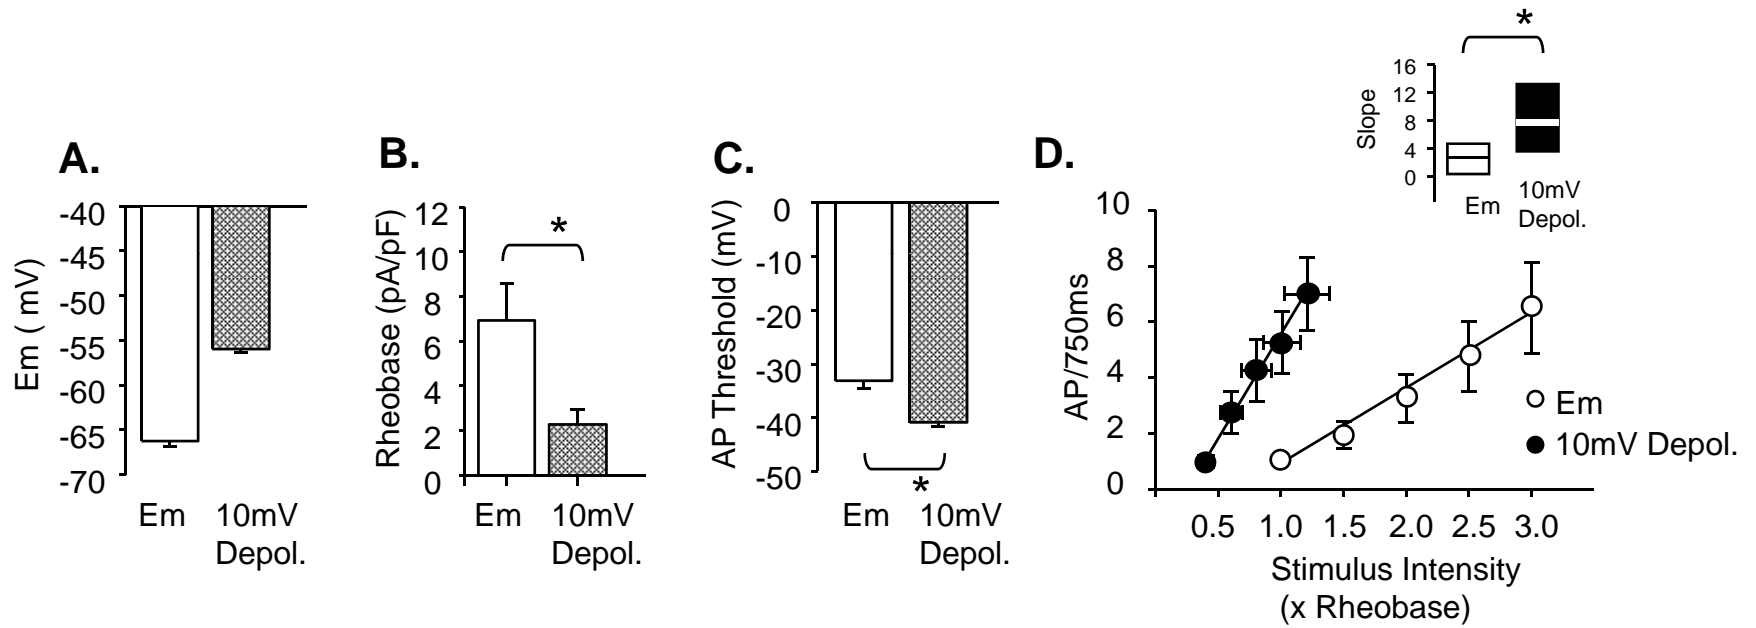 A.
Em ( mV)
-40
-45
-50
-55
-60
-65
-70
Em
10mV
Depol.
B.
Rheobase (pA/pF)
12
10
8
6
4
2
0
*
Em
10mV
Depol.
C.
AP Threshold (mV)
0
-10
-20
-30
-40
-50
*
Em
10mV
Depol.
D.
AP/750ms
10
8
6
4
2
0
0.5 1.0 1.5 2.0 2.5 3.0
Stimulus Intensity
(x Rheobase)
Em
10mV Depol.
*
Slope
16
12
8
4
0
Em
10mV
Depol.